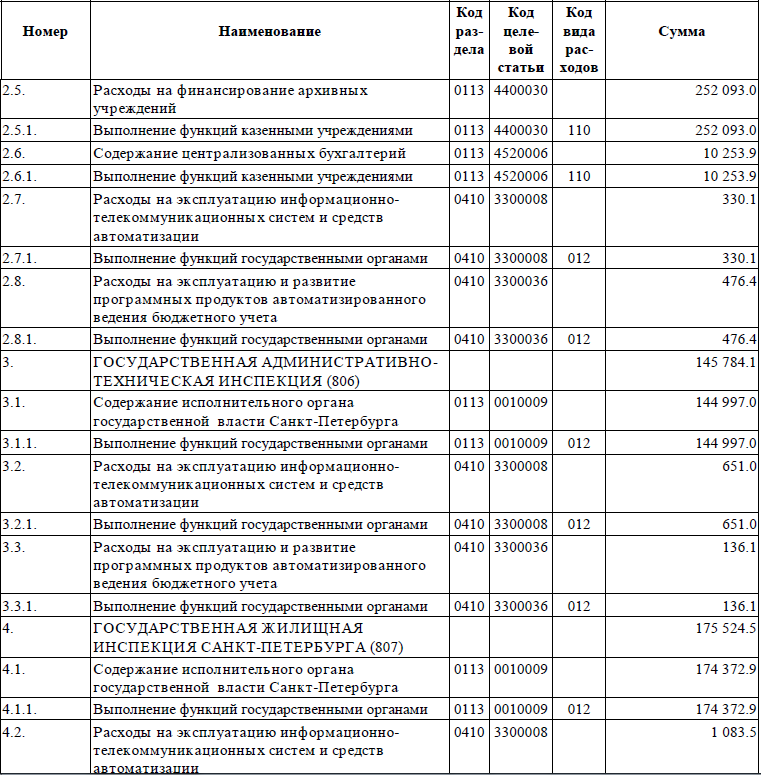 Номер Наименование Код раз- дела Код целе- вой статьи Код вида рас- ходов Сумма
2.5. Расходы на финансирование архивных 0113 4400030 252 093.0
учреждений
2.5.1. Выполнение функций казенными учреждениями 0113 4400030 110 252 093.0
2.6. Содержание централизованных бухгалтерий 0113 4520006 10 253.9
2.6.1. Выполнение функций казенными учреждениями 0113 4520006 110 10 253.9
2.7. Расходы на эксплуатацию информационно- 0410 3300008 330.1
телекоммуникационных систем и средств
автоматизации
2.7.1. Выполнение функций государственными органами 0410 3300008 012 330.1
2.8. Расходы на эксплуатацию и развитие 0410 3300036 476.4
программных продуктов автоматизированного
ведения бюджетного учета
2.8.1. Выполнение функций государственными органами 0410 3300036 012 476.4
3. ГОСУДАРСТВЕННАЯ АДМИНИСТРАТИВНО- 145 784.1
ТЕХНИЧЕСКАЯ ИНСПЕКЦИЯ (806)
3.1. Содержание исполнительного органа 0113 0010009 144 997.0
государственной власти Санкт-Петербурга
3.1.1. Выполнение функций государственными органами 0113 0010009 012 144 997.0
3.2. Расходы на эксплуатацию информационно- 0410 3300008 651.0
телекоммуникационных систем и средств
автоматизации
3.2.1. Выполнение функций государственными органами 0410 3300008 012 651.0
3.3. Расходы на эксплуатацию и развитие 0410 3300036 136.1
программных продуктов автоматизированного
ведения бюджетного учета
3.3.1. Выполнение функций государственными органами 0410 3300036 012 136.1
4. ГОСУДАРСТВЕННАЯ ЖИЛИЩНАЯ 175 524.5
ИНСПЕКЦИЯ САНКТ-ПЕТЕРБУРГА (807)
4.1. Содержание исполнительного органа 0113 0010009 174 372.9
государственной власти Санкт-Петербурга
4.1.1. Выполнение функций государственными органами 0113 0010009 012 174 372.9
4.2. Расходы на эксплуатацию информационно- 0410 3300008 1 083.5
телекоммуникационных систем и средств
автоматизации